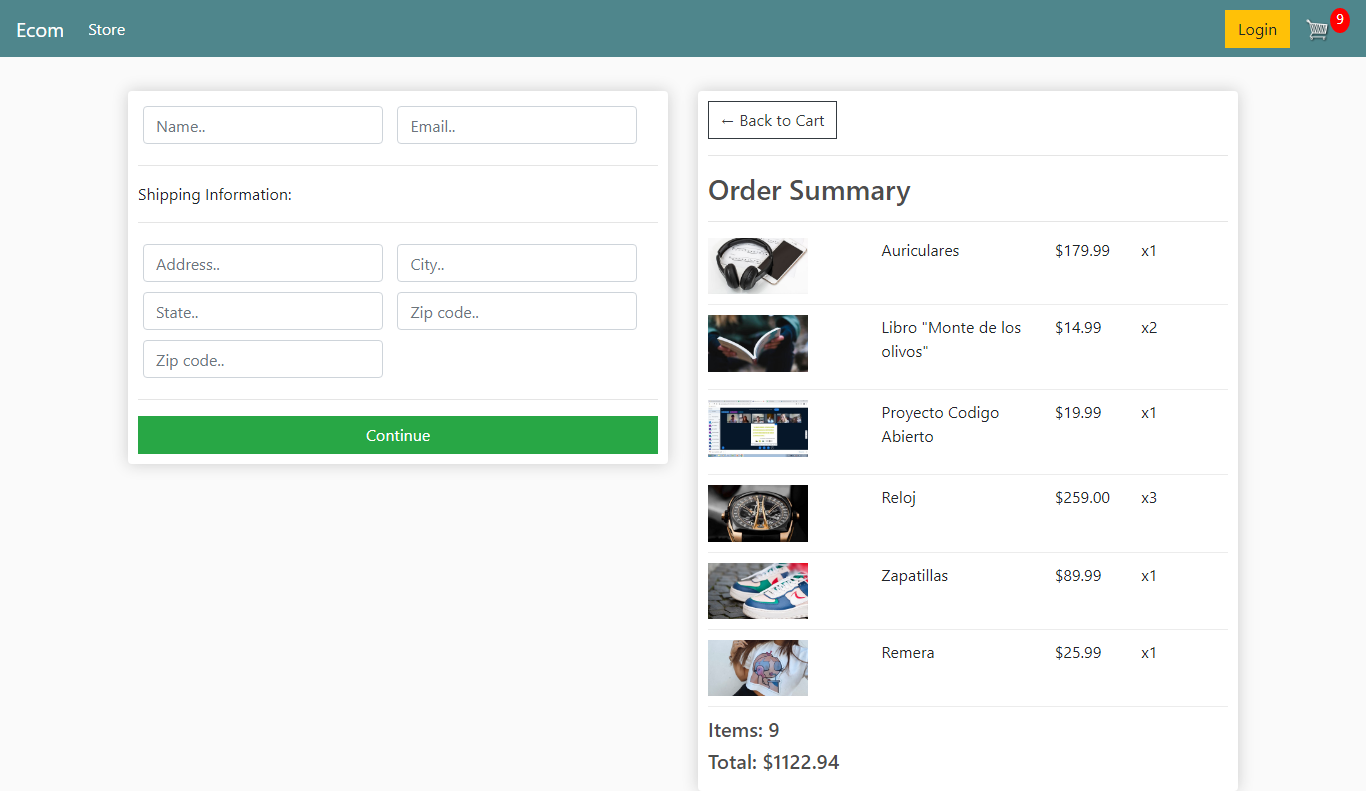 Ecom Store Login 9
Name.. Email..
Shipping Information:
Address.. City..
State.. Zip code..
Zip code..
Continue
← Back to Cart
Order Summary
Auriculares $179.99 x1
Libro "Monte de los $14.99 x2
olivos"
Proyecto Codigo $19.99 x1
Abierto
Reloj $259.00 x3
Zapatillas $89.99 x1
Remera $25.99 x1
Items: 9
Total: $1122.94